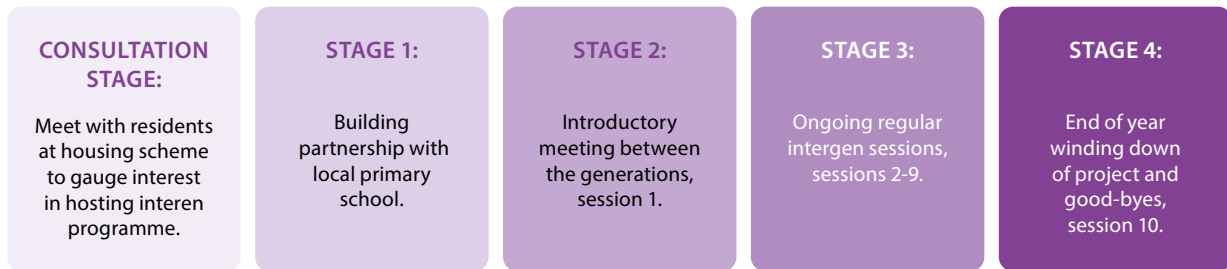 CONSULTATION
STAGE:
Meet with residents
at housing scheme
to gauge interest
in hosting interen
programme.
STAGE 1:
Building
partnership with
local primary
school.
STAGE 2:
Introductory
meeting between
the generations,
session 1.
STAGE 3:
Ongoing regular
intergen sessions,
sessions 2-9.
STAGE 4:
End of year
winding down
of project and
good-byes,
session 10.